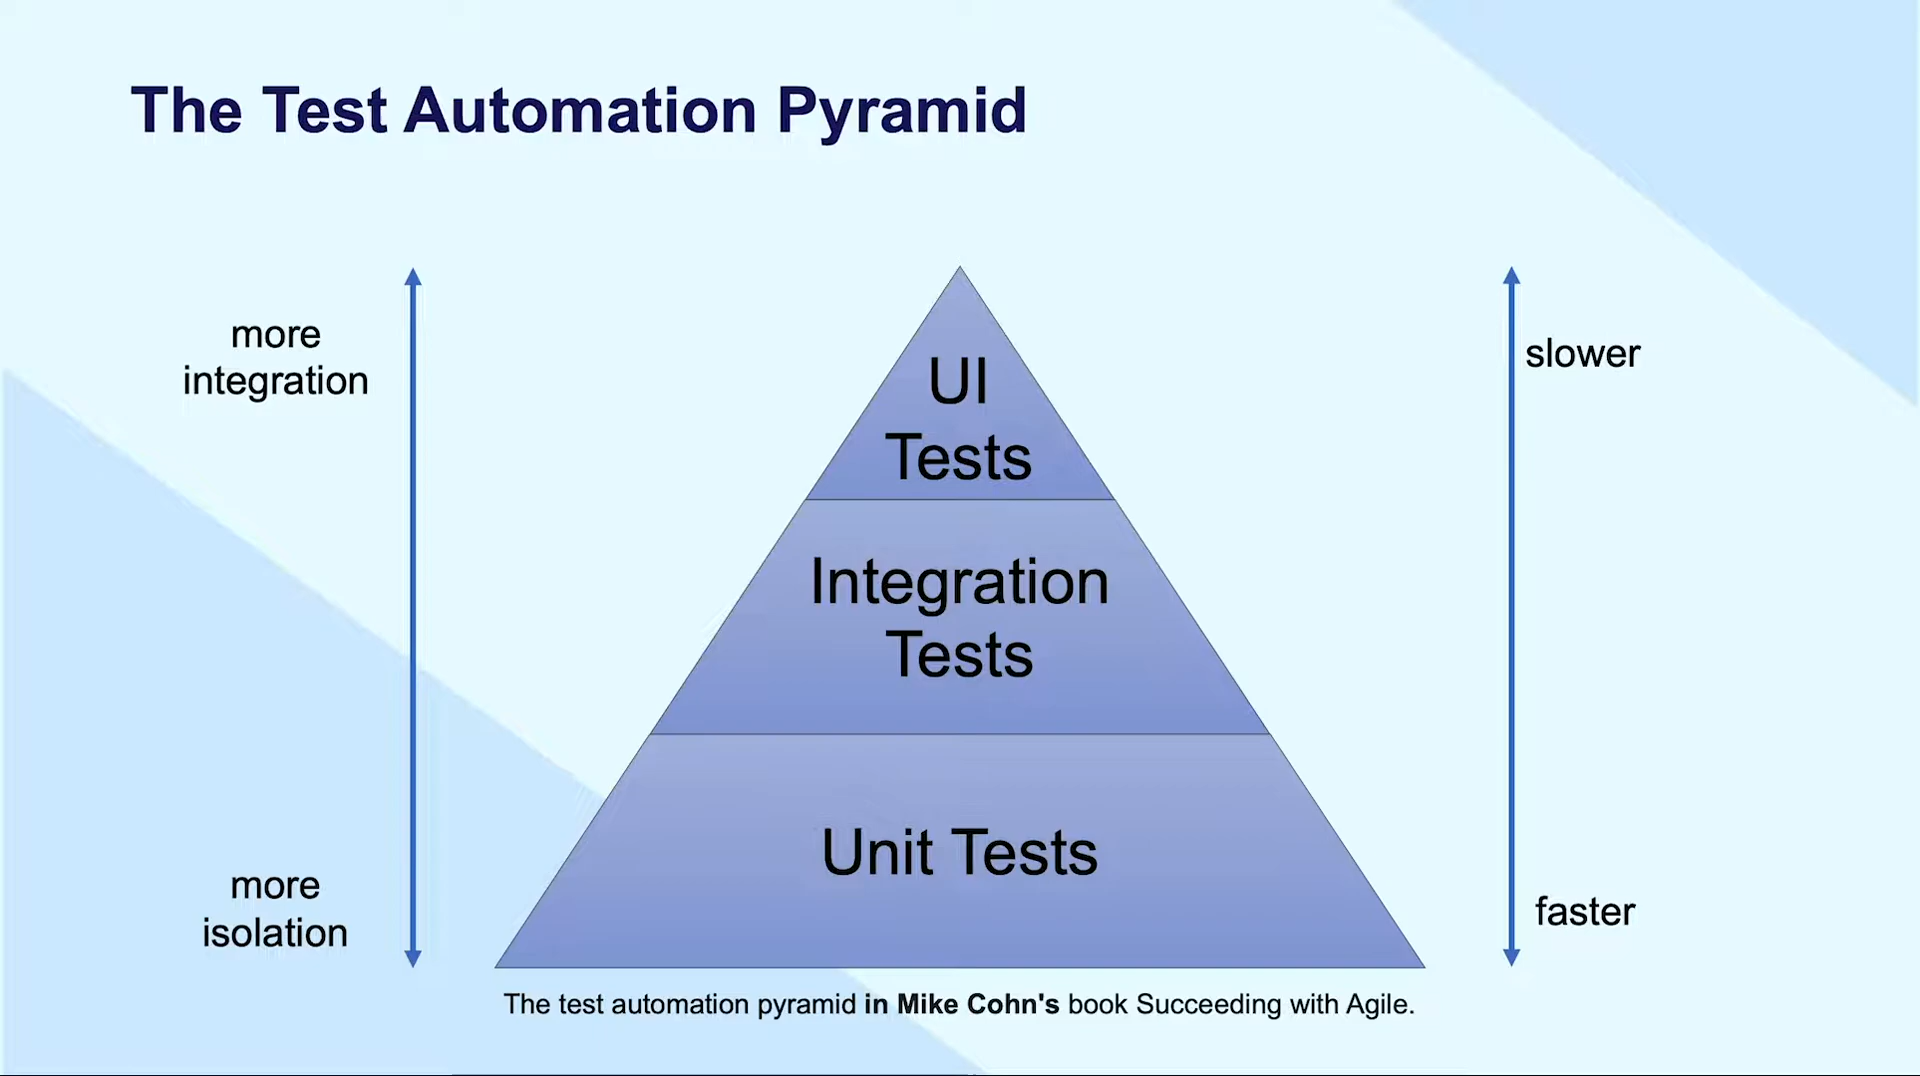 The Test Automation Pyramid
more
integration
slower
UI
Tests
Integration
Tests
Unit Tests
more
isolation
faster
The test automation pyramid in Mike Cohn's book Succeeding with Agile.